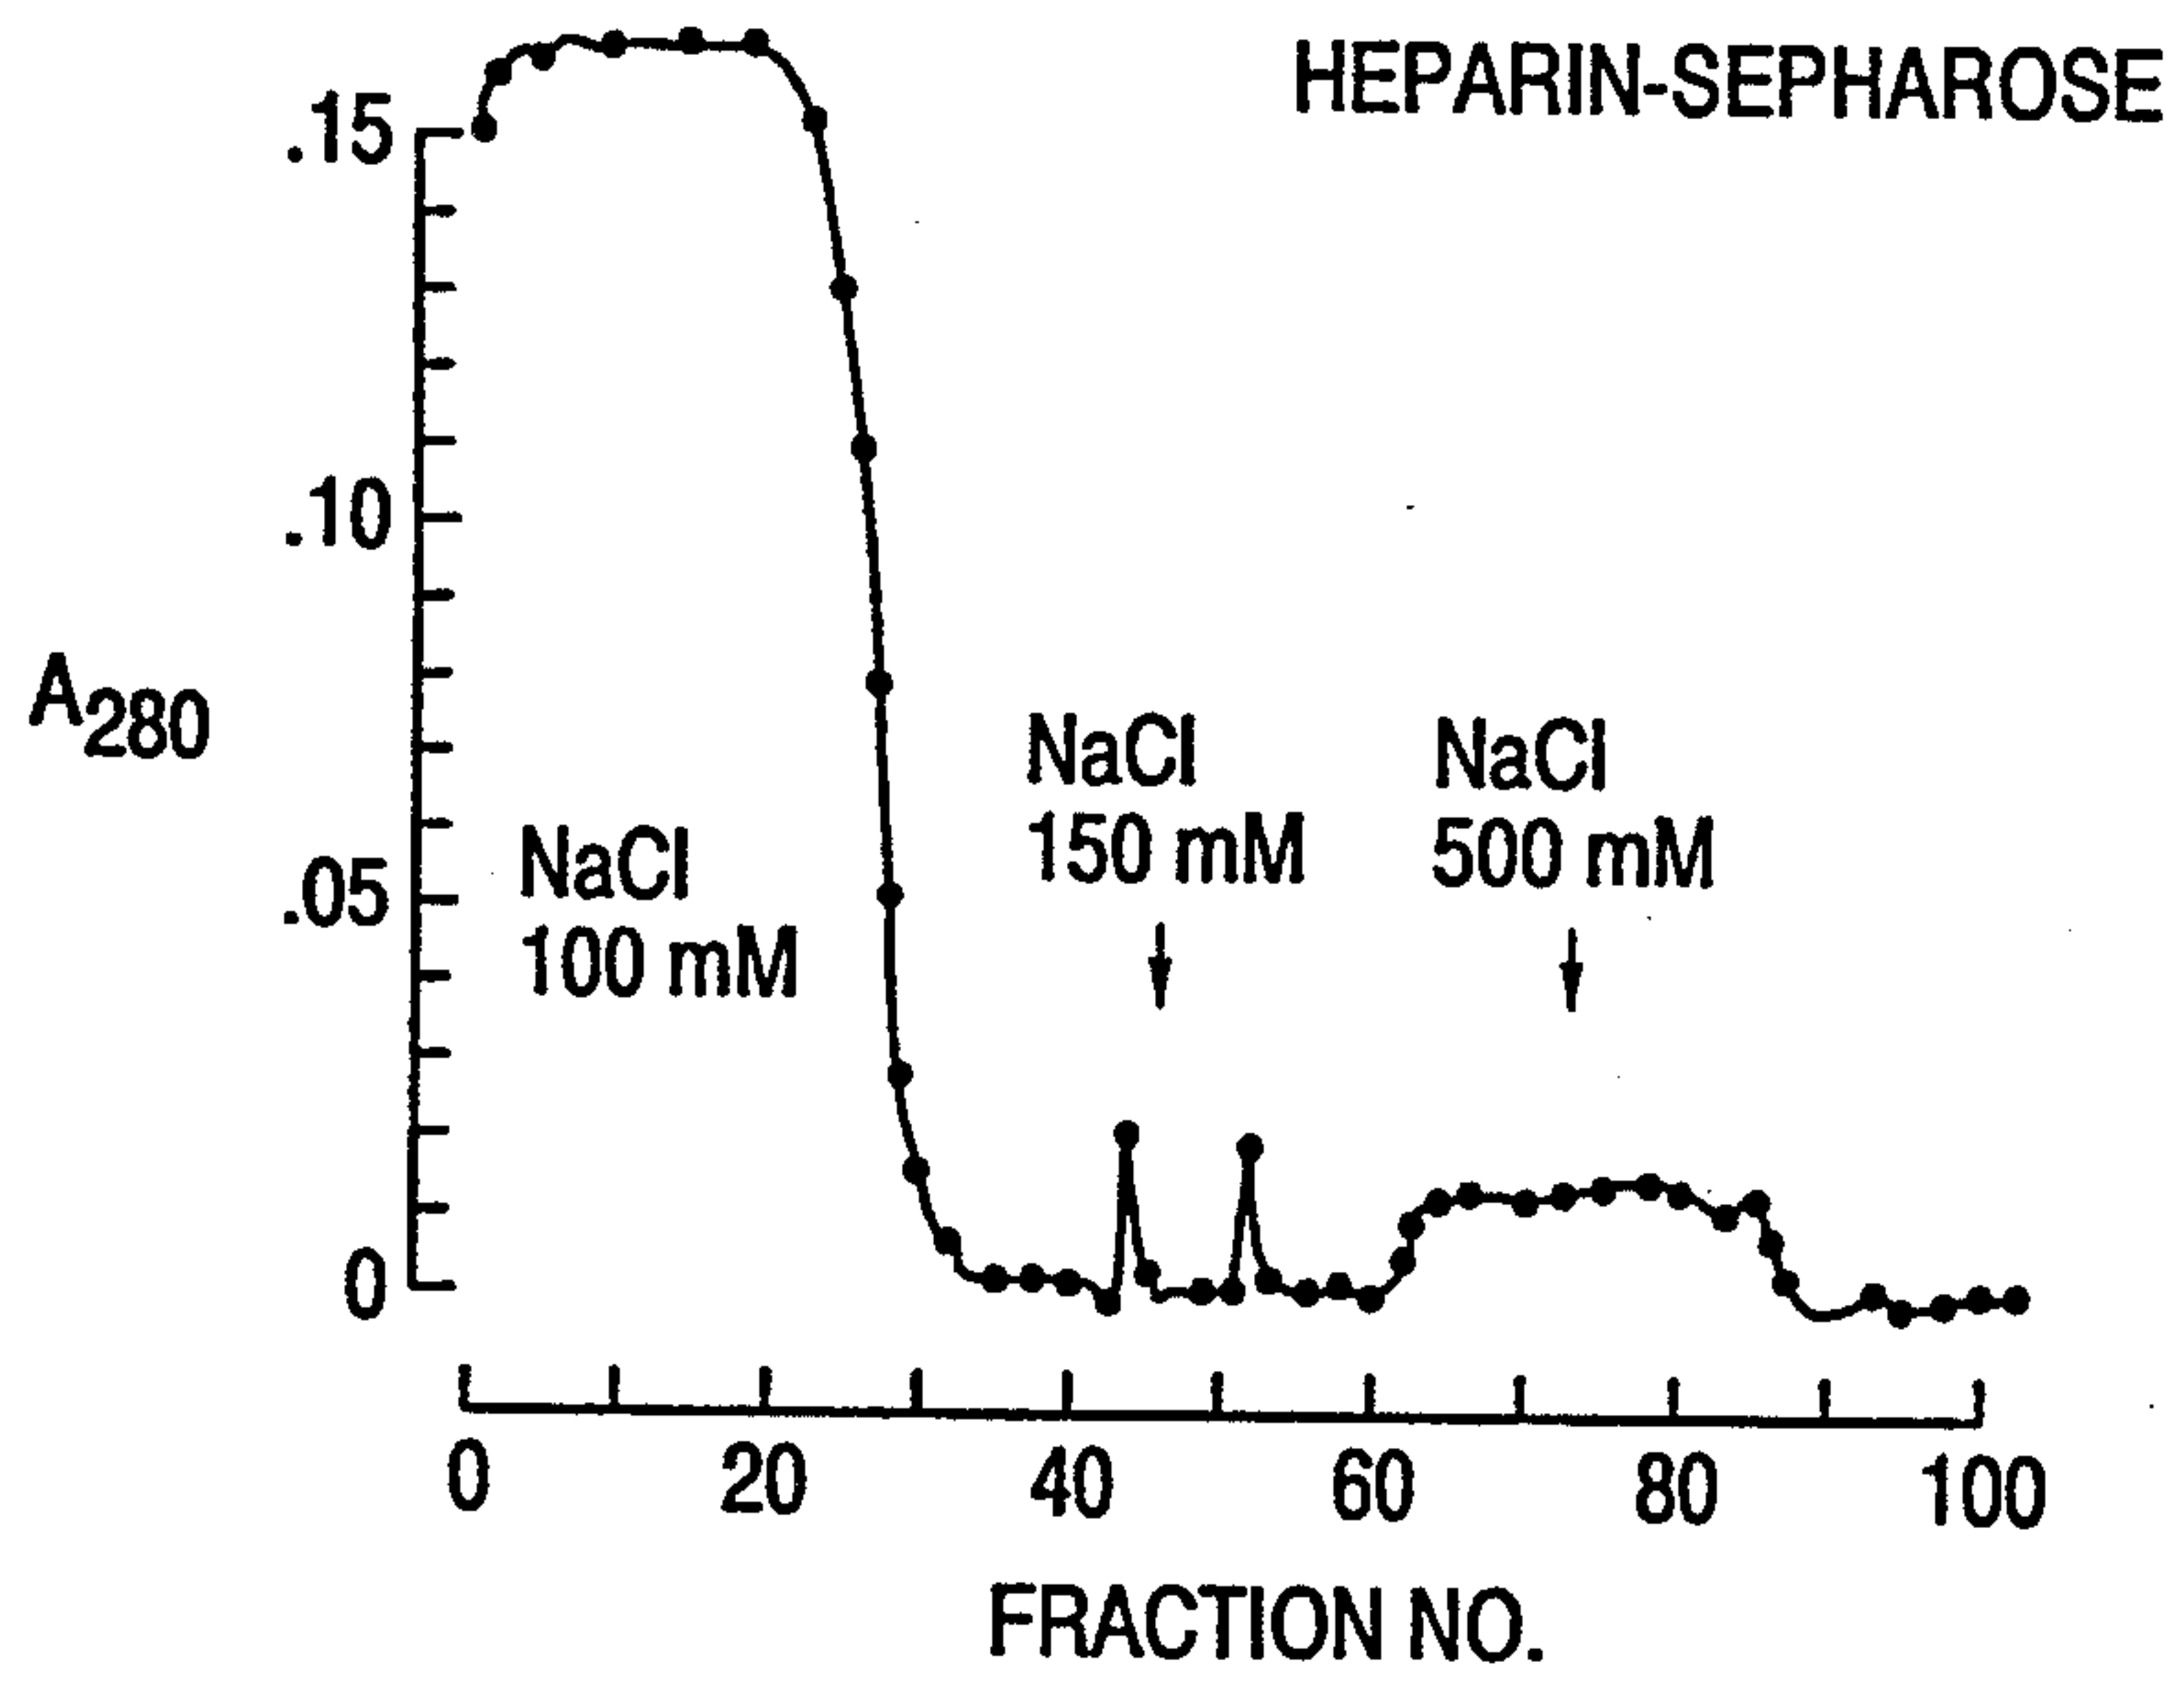 HEPARIN-SEPHAROSE
.15
.10
A280
NaCl
150 mM
NaCl
500 mM
NaCl
100 mM
.05
0
0 20 40 60 80 100
FRACTION NO.